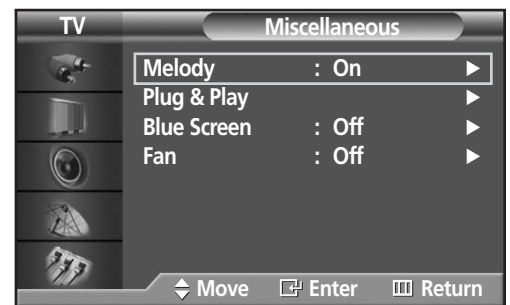 TV
Miscellaneous
Melody : On ▶
Plug & Play ▶
Blue Screen : Off ▶
Fan : Off ▶
Move Enter Return